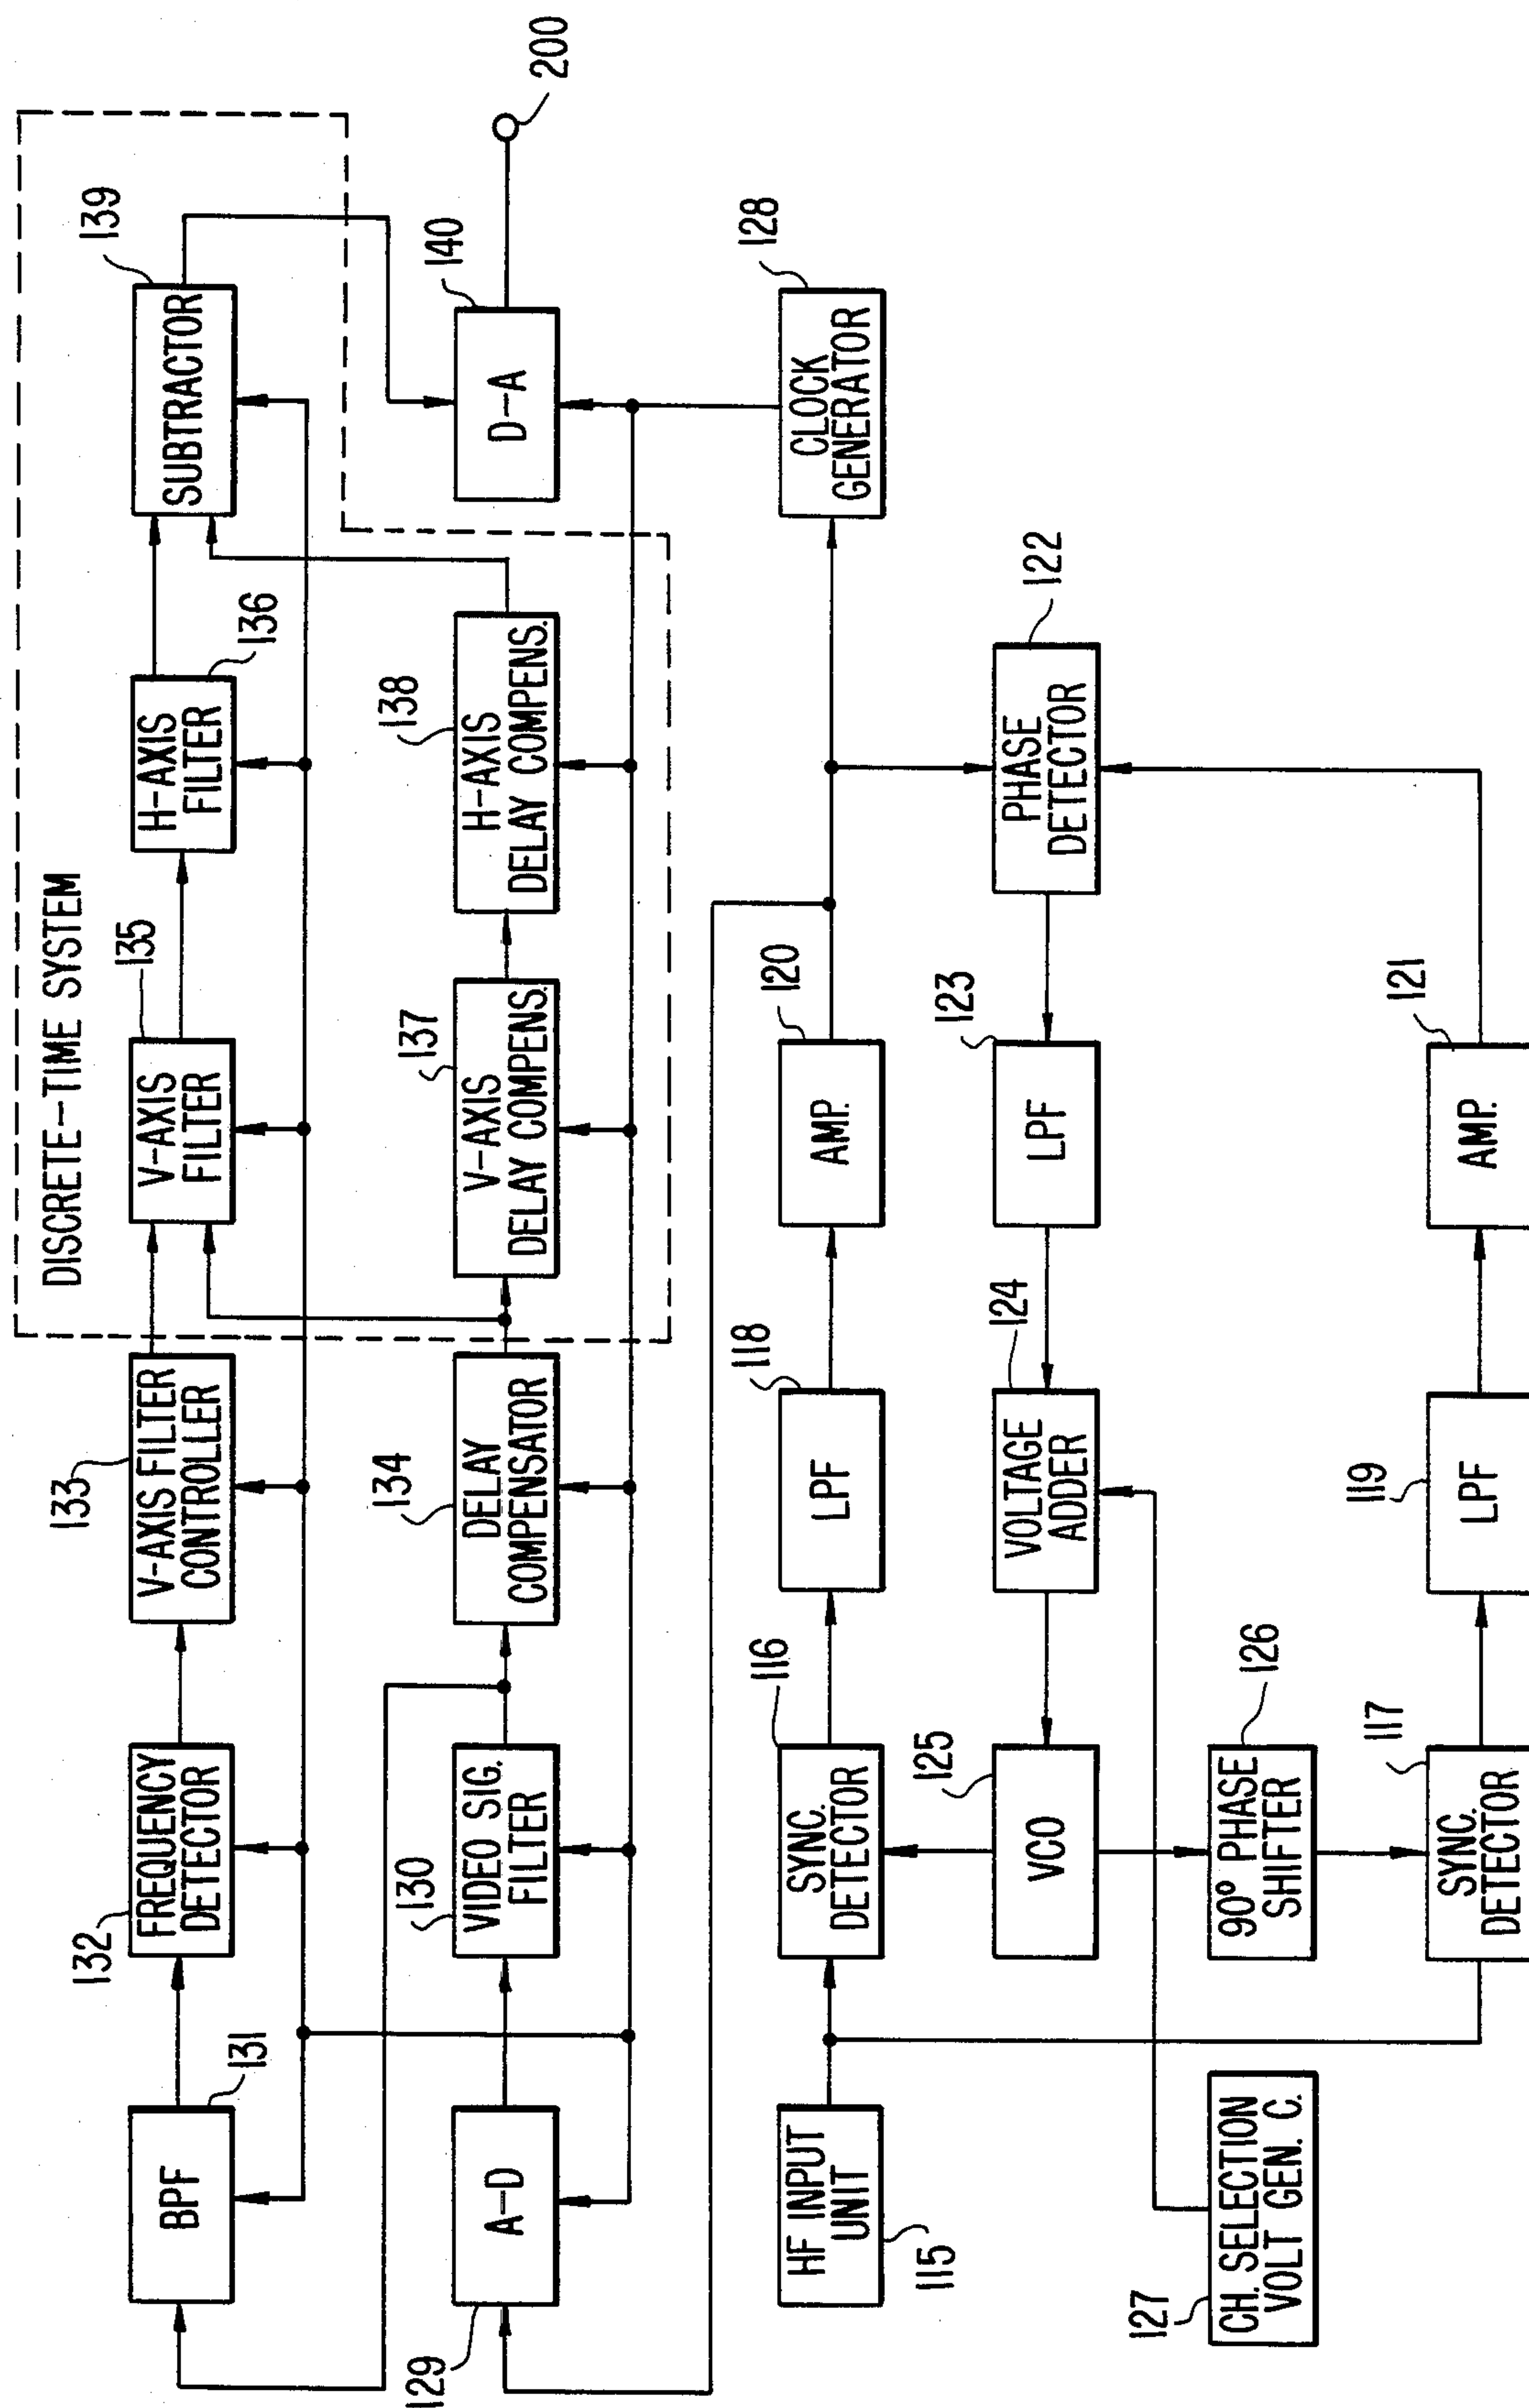 DISCRETE-TIME SYSTEM
BPF
131
FREQUENCY
DETECTOR
132
V-AXIS FILTER
CONTROLLER
133
V-AXIS
FILTER
135
H-AXIS
FILTER
136
SUBTRACTOR
139
A-D
129
VIDEO SIG.
FILTER
130
DELAY
COMPENSATOR
134
V-AXIS
DELAY COMPENS.
137
H-AXIS
DELAY COMPENS.
138
D-A
140
200
HF INPUT
UNIT
115
SYNC.
DETECTOR
116
LPF
118
AMP.
120
CLOCK
GENERATOR
128
VCO
125
VOLTAGE
ADDER
124
LPF
123
PHASE
DETECTOR
122
CH. SELECTION
VOLT GEN. C.
127
90° PHASE
SHIFTER
126
SYNC.
DETECTOR
117
LPF
119
AMP.
121